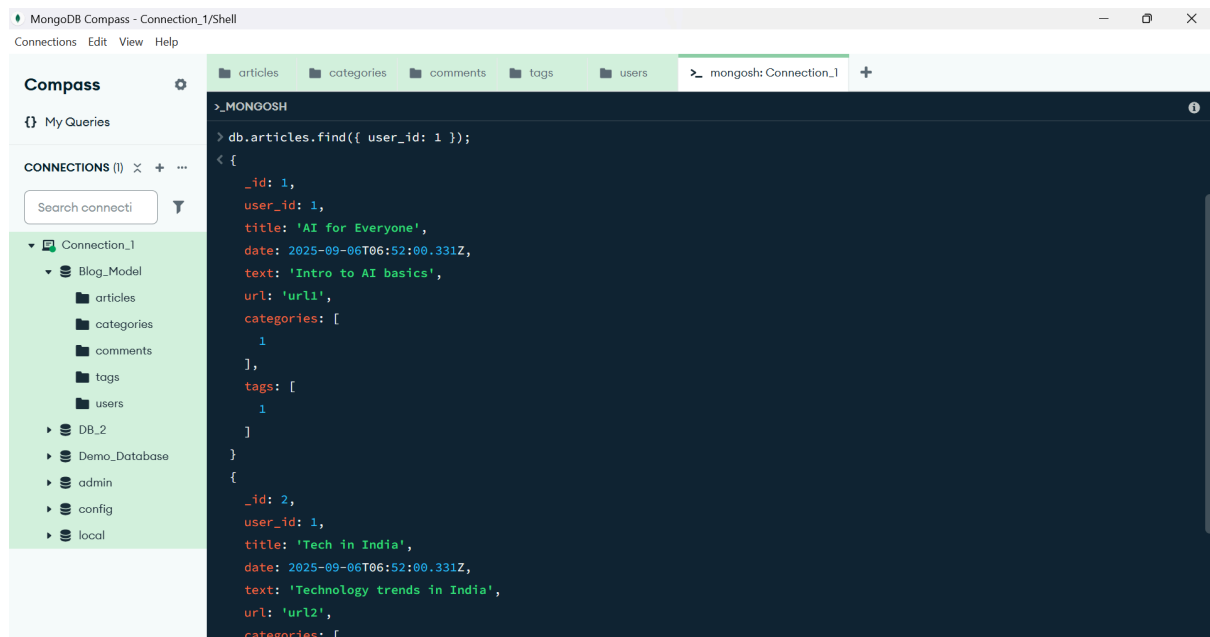 MongoDB Compass - Connection_1/Shell
Connections Edit View Help
Compass
{} My Queries
CONNECTIONS (1)
Search connecti
Connection_1
Blog_Model
articles
categories
comments
tags
users
DB_2
Demo_Database
admin
config
local
articles categories comments tags users >_ mongosh: Connection_1 +
>_MONGOSH
> db.articles.find({ user_id: 1 });
< {
_id: 1,
user_id: 1,
title: 'AI for Everyone',
date: 2025-09-06T06:52:00.331Z,
text: 'Intro to AI basics',
url: 'url1',
categories: [
1
],
tags: [
1
]
}
{
_id: 2,
user_id: 1,
title: 'Tech in India',
date: 2025-09-06T06:52:00.331Z,
text: 'Technology trends in India',
url: 'url2',
categories: [